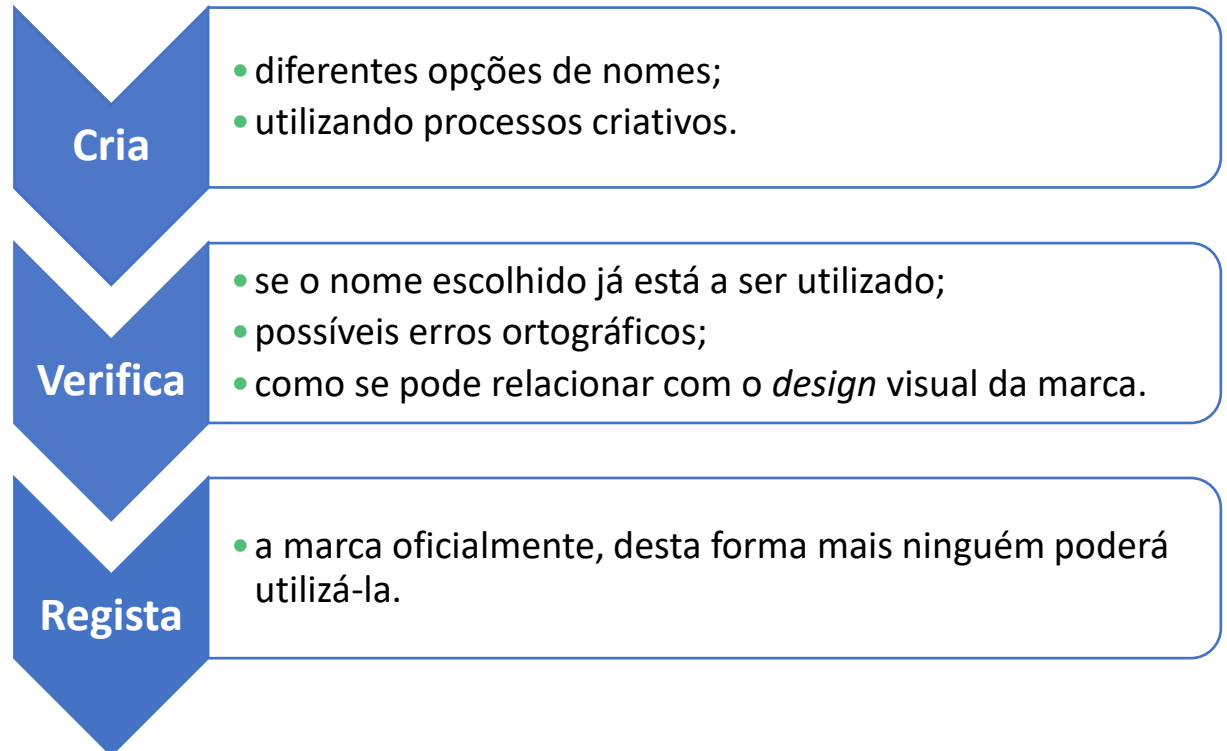 Cria
• diferentes opções de nomes;
• utilizando processos criativos.
Verifica
• se o nome escolhido já está a ser utilizado;
• possíveis erros ortográficos;
• como se pode relacionar com o design visual da marca.
Regista
• a marca oficialmente, desta forma mais ninguém poderá
utilizá-la.